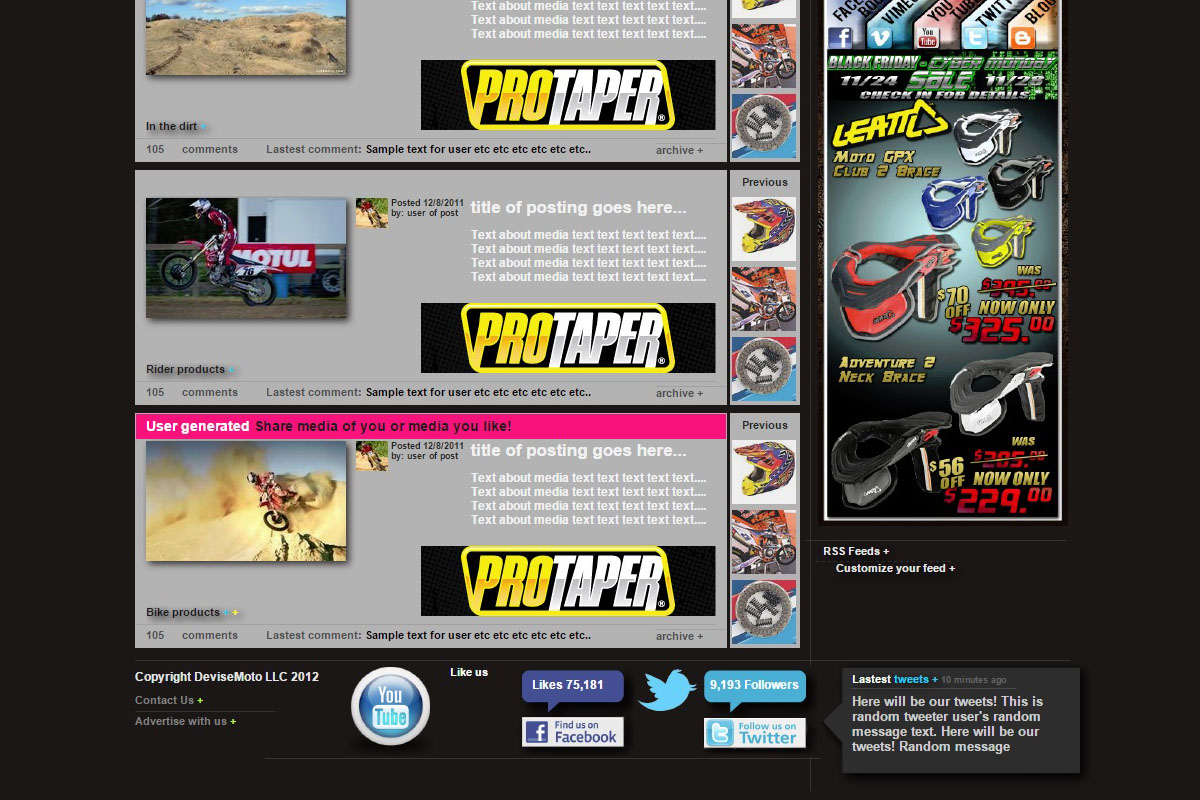 Text about media text text text text text....
Text about media text text text text text....
Text about media text text text text text....
PROTAPER®
In the dirt +
105 comments Lastest comment: Sample text for user etc etc etc etc etc etc.. archive +
Posted 12/8/2011
by: user of post
title of posting goes here...
Text about media text text text text text....
Text about media text text text text text....
Text about media text text text text text....
Text about media text text text text text....
MOTUL
PROTAPER®
Rider products +
105 comments Lastest comment: Sample text for user etc etc etc etc etc etc.. archive +
Previous
User generated Share media of you or media you like!
Posted 12/8/2011
by: user of post
title of posting goes here...
Text about media text text text text text....
Text about media text text text text text....
Text about media text text text text text....
Text about media text text text text text....
PROTAPER®
Bike products + +
105 comments Lastest comment: Sample text for user etc etc etc etc etc etc.. archive +
Previous
VIMEO
YOU
Tube
TWITT
BLOG
BLACK FRIDAY - CYBER MONDAY
11/24 SALE 11/28
CHECK IN FOR DETAILS
LEATT
MOTO GPX
CLUB 2 BRACE
WAS
$395.00
$70 OFF NOW ONLY
$325.00
ADVENTURE 2
NECK BRACE
WAS
$285.00
$56 OFF NOW ONLY
$229.00
RSS Feeds +
Customize your feed +
Copyright DeviseMoto LLC 2012
Contact Us +
Advertise with us +
You
Tube
Like us
Likes 75,181
Find us on
Facebook
9,193 Followers
Follow us on
Twitter
Lastest tweets + 10 minutes ago
Here will be our tweets! This is
random tweeter user's random
message text. Here will be our
tweets! Random message